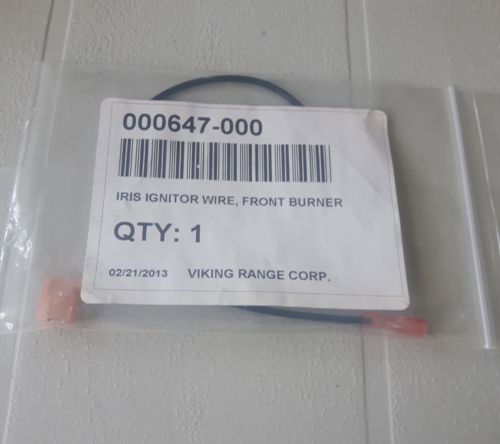 000647-000
IRIS IGNITOR WIRE, FRONT BURNER
QTY: 1
02/21/2013 VIKING RANGE CORP.